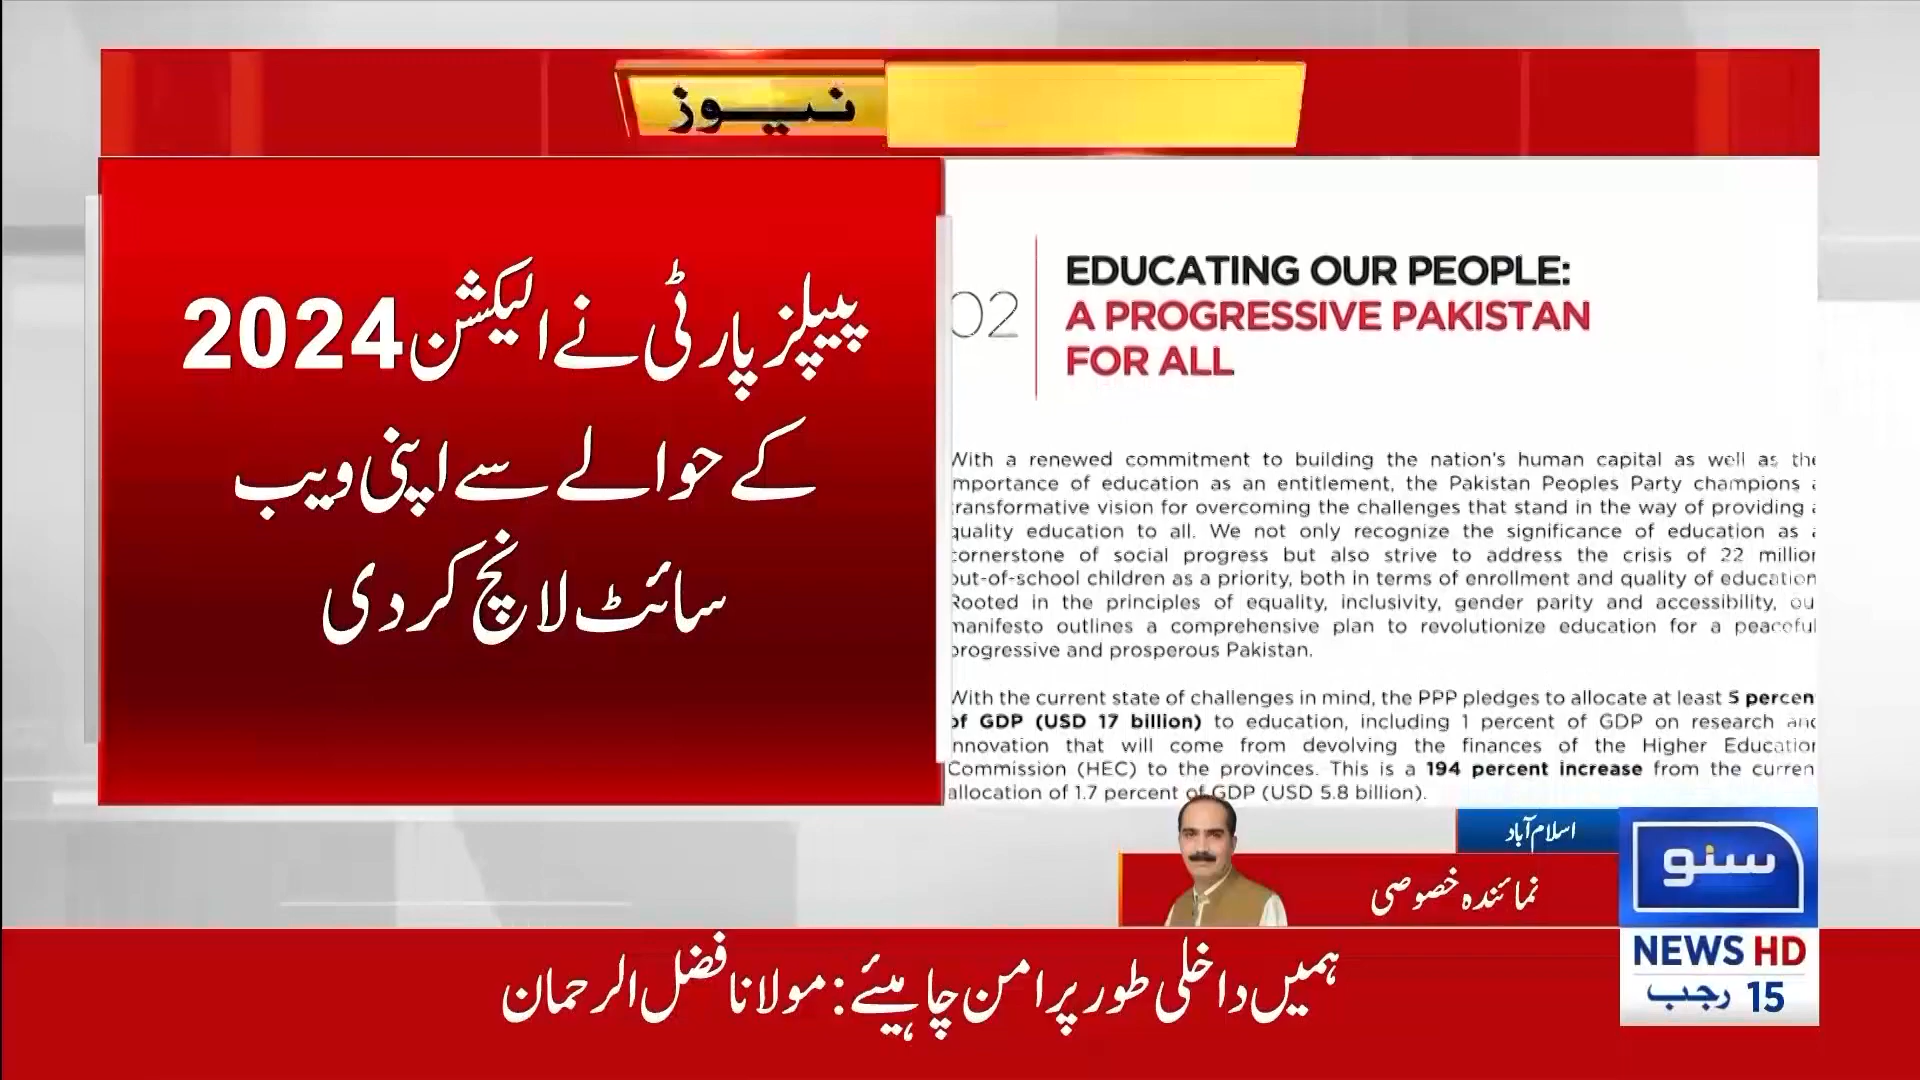 نیوز
پیپلز پارٹی نے الیکشن 2024
کے حوالے سے اپنی ویب
سائٹ لانچ کر دی
02
EDUCATING OUR PEOPLE:
A PROGRESSIVE PAKISTAN
FOR ALL
With a renewed commitment to building the nation's human capital as well as the
importance of education as an entitlement, the Pakistan Peoples Party champions a
transformative vision for overcoming the challenges that stand in the way of providing a
quality education to all. We not only recognize the significance of education as a
cornerstone of social progress but also strive to address the crisis of 22 million
out-of-school children as a priority, both in terms of enrollment and quality of education
Rooted in the principles of equality, inclusivity, gender parity and accessibility, ou
manifesto outlines a comprehensive plan to revolutionize education for a peaceful
progressive and prosperous Pakistan.
With the current state of challenges in mind, the PPP pledges to allocate at least 5 percen
of GDP (USD 17 billion) to education, including 1 percent of GDP on research and
innovation that will come from devolving the finances of the Higher Education
Commission (HEC) to the provinces. This is a 194 percent increase from the curren
allocation of 1.7 percent of GDP (USD 5.8 billion).
اسلام آباد
نمائندہ خصوصی
سنو
NEWS HD
15 رجب
ہمیں داخلی طور پر امن چاہیئے: مولانا فضل الرحمان